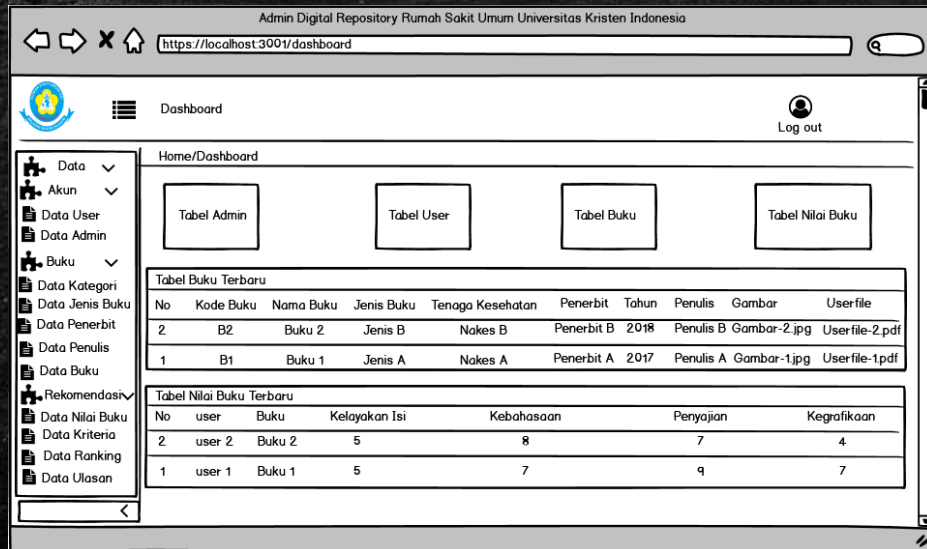 Admin Digital Repository Rumah Sakit Umum Universitas Kristen Indonesia
https://localhost:3001/dashboard
Dashboard
Log out
Home/Dashboard
Data
Akun
Data User
Data Admin
Buku
Data Kategori
Data Jenis Buku
Data Penerbit
Data Penulis
Data Buku
Rekomendasi
Data Nilai Buku
Data Kriteria
Data Ranking
Data Ulasan
Tabel Admin
Tabel User
Tabel Buku
Tabel Nilai Buku
Tabel Buku Terbaru
No Kode Buku Nama Buku Jenis Buku Tenaga Kesehatan Penerbit Tahun Penulis Gambar Userfile
2 B2 Buku 2 Jenis B Nakes B Penerbit B 2018 Penulis B Gambar-2.jpg Userfile-2.pdf
1 B1 Buku 1 Jenis A Nakes A Penerbit A 2017 Penulis A Gambar-1.jpg Userfile-1.pdf
Tabel Nilai Buku Terbaru
No user Buku Kelayakan Isi Kebahasaan Penyajian Kegrafikaan
2 user 2 Buku 2 5 8 7 4
1 user 1 Buku 1 5 7 9 7